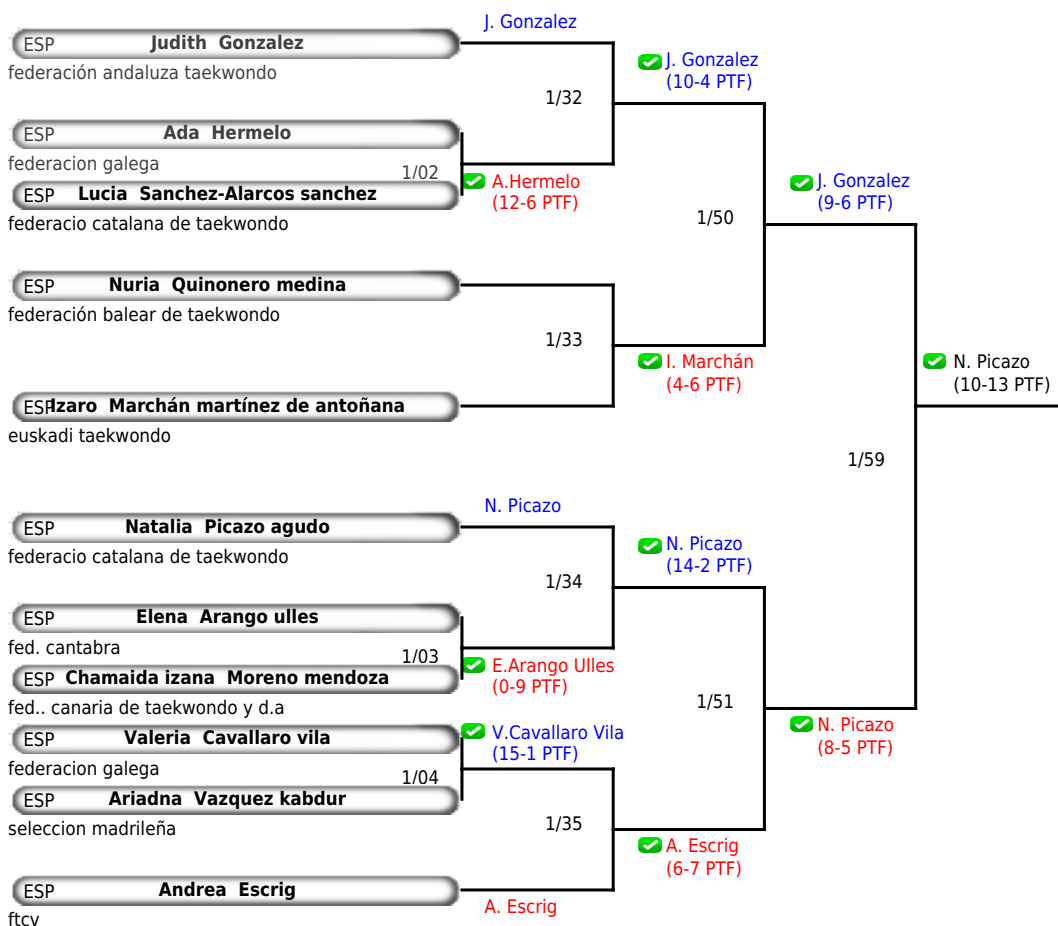 J. Gonzalez
ESP Judith Gonzalez
federación andaluza taekwondo
J. Gonzalez
(10-4 PTF)
1/32
ESP Ada Hermelo
federacion galega
1/02
A.Hermelo
(12-6 PTF)
ESP Lucia Sanchez-Alarcos sanchez
federacio catalana de taekwondo
J. Gonzalez
(9-6 PTF)
1/50
ESP Nuria Quinonero medina
federación balear de taekwondo
1/33
I. Marchán
(4-6 PTF)
N. Picazo
(10-13 PTF)
ESP Izaro Marchán martínez de antoñana
euskadi taekwondo
1/59
N. Picazo
ESP Natalia Picazo agudo
federacio catalana de taekwondo
N. Picazo
(14-2 PTF)
1/34
ESP Elena Arango ulles
fed. cantabra
1/03
E.Arango Ulles
(0-9 PTF)
ESP Chamaida izana Moreno mendoza
fed.. canaria de taekwondo y d.a
1/51
N. Picazo
(8-5 PTF)
V.Cavallaro Vila
(15-1 PTF)
ESP Valeria Cavallaro vila
federacion galega
1/04
ESP Ariadna Vazquez kabdur
seleccion madrileña
1/35
A. Escrig
(6-7 PTF)
ESP Andrea Escrig
ftcv
A. Escrig